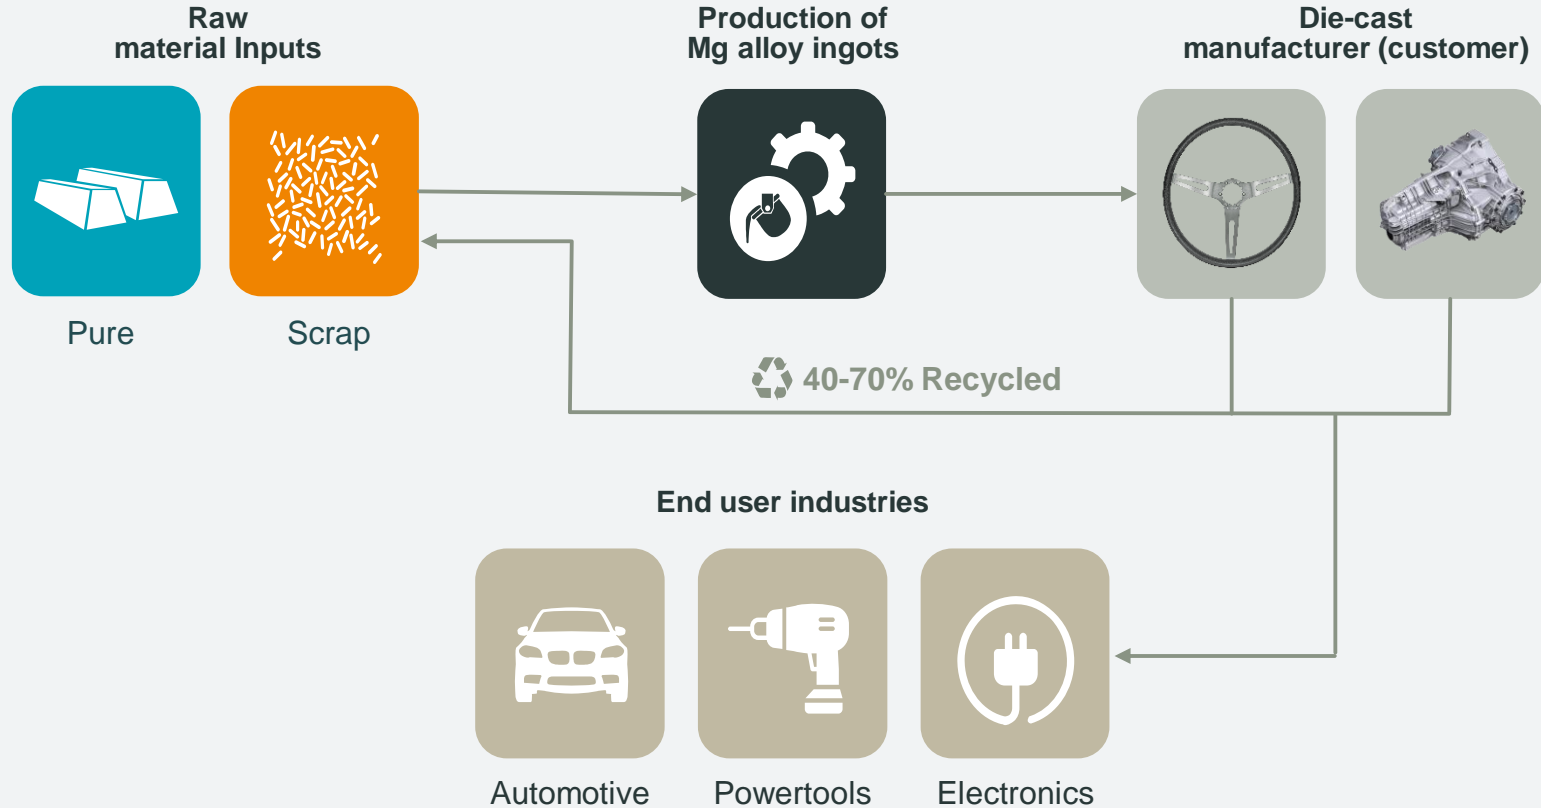 Raw
material Inputs
Production of
Mg alloy ingots
Die-cast
manufacturer (customer)
Pure
Scrap
40-70% Recycled
End user industries
Automotive
Powertools
Electronics